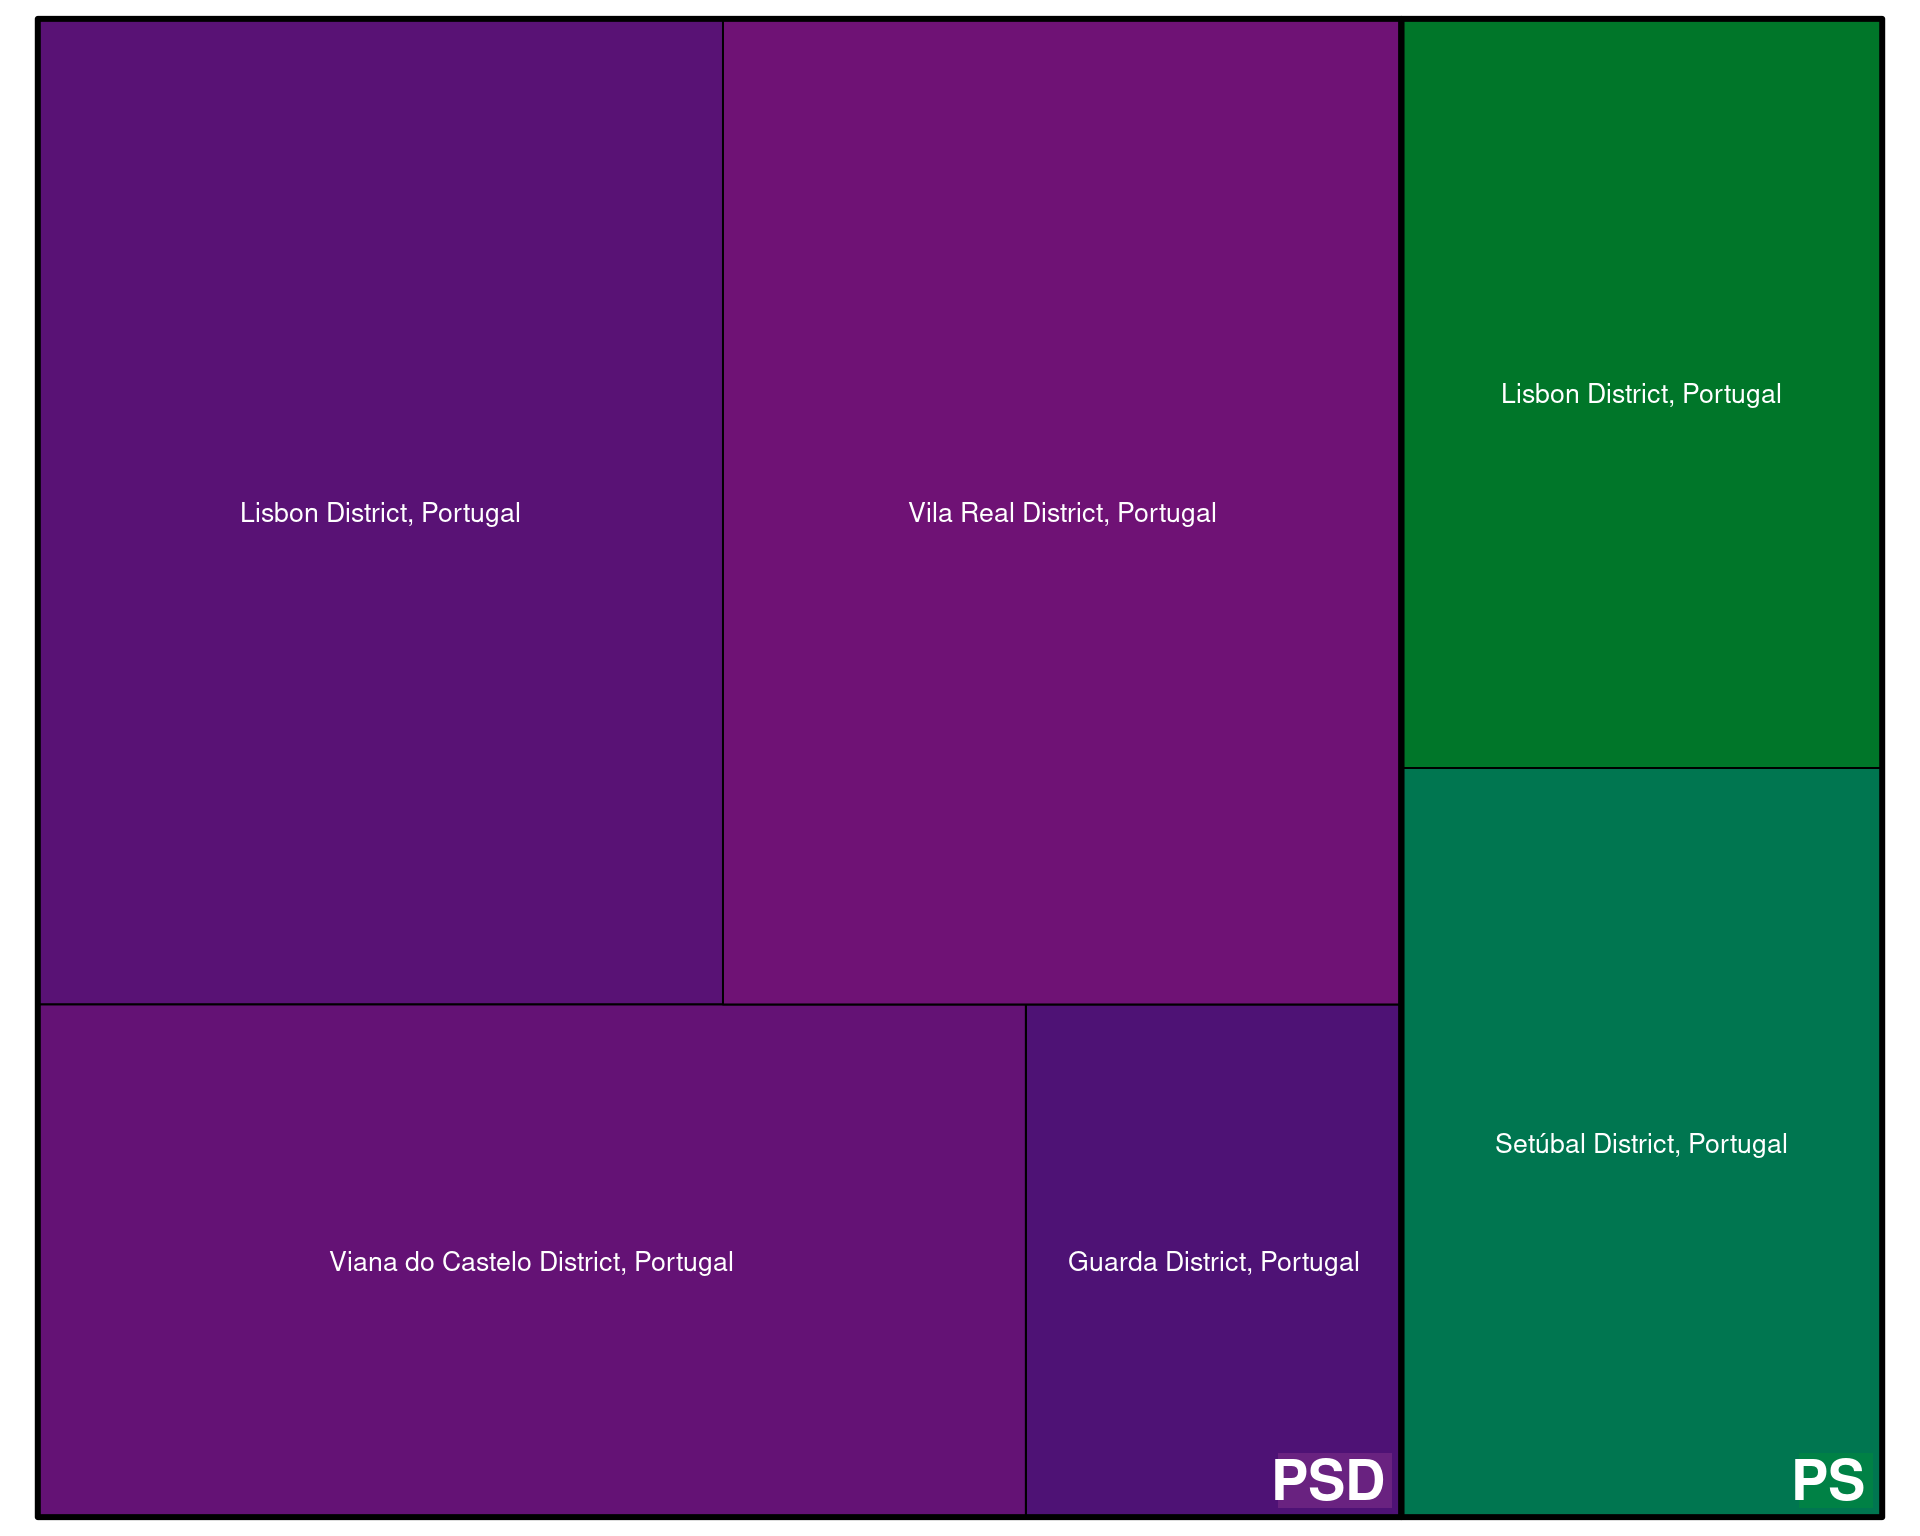 Lisbon District, Portugal
Vila Real District, Portugal
Lisbon District, Portugal
Setúbal District, Portugal
Viana do Castelo District, Portugal
Guarda District, Portugal
PSD
PS